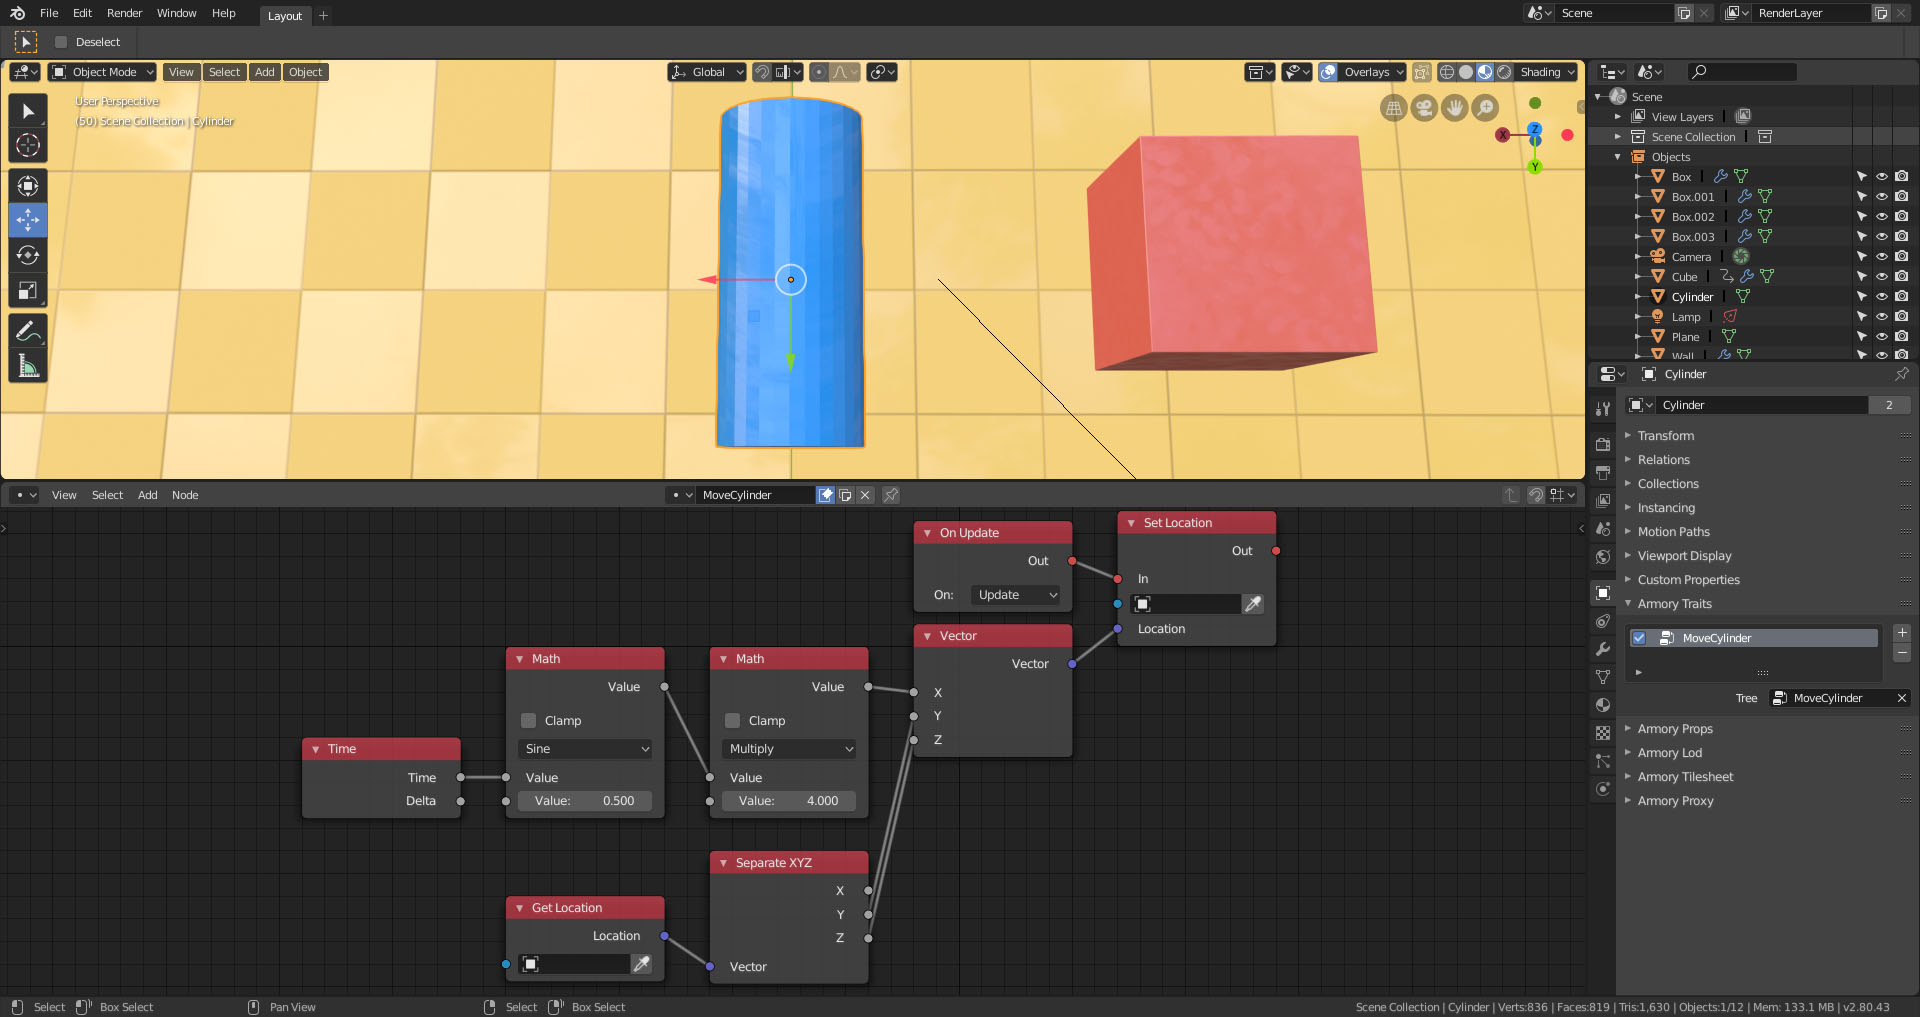 File Edit Render Window Help Layout + Scene RenderLayer
Deselect
Object Mode View Select Add Object Global Overlays Shading
User Perspective
(50) Scene Collection | Cylinder
X Z
Y
Scene
View Layers
Scene Collection
Objects
Box
Box.001
Box.002
Box.003
Camera
Cube
Cylinder
Lamp
Plane
Wall
Cylinder
Cylinder 2
Transform
Relations
Collections
Instancing
Motion Paths
Viewport Display
Custom Properties
Armory Traits
MoveCylinder
Tree MoveCylinder
Armory Props
Armory Lod
Armory Tilesheet
Armory Proxy
View Select Add Node MoveCylinder
On Update
Out
On: Update
Set Location
Out
In
Location
Vector
Vector
X
Y
Z
Math
Value
Clamp
Sine
Value
Value: 0.500
Math
Value
Clamp
Multiply
Value
Value: 4.000
Time
Time
Delta
Separate XYZ
X
Y
Z
Vector
Get Location
Location
Select Box Select Pan View Select Box Select
Scene Collection | Cylinder | Verts:836 | Faces:819 | Tris:1,630 | Objects:1/12 | Mem: 133.1 MB | v2.80.43